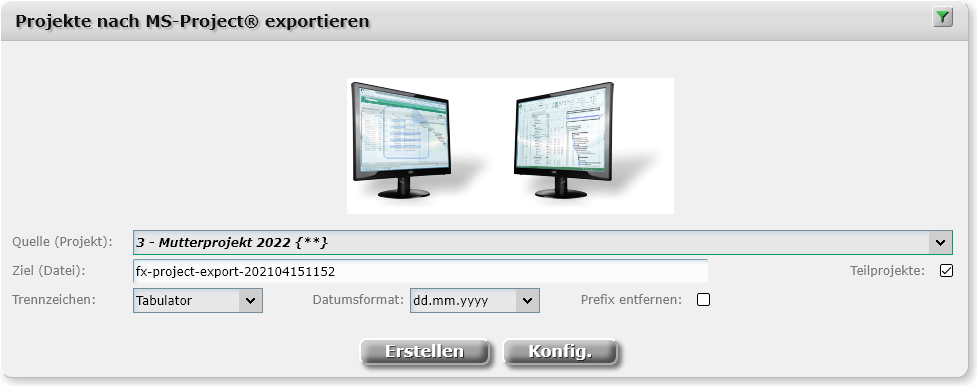 Projekte nach MS-Project® exportieren
Quelle (Projekt): 3 - Mutterprojekt 2022 {**}
Ziel (Datei): fx-project-export-202104151152 Teilprojekte:
Trennzeichen: Tabulator Datumsformat: dd.mm.yyyy Prefix entfernen:
Erstellen Konfig.